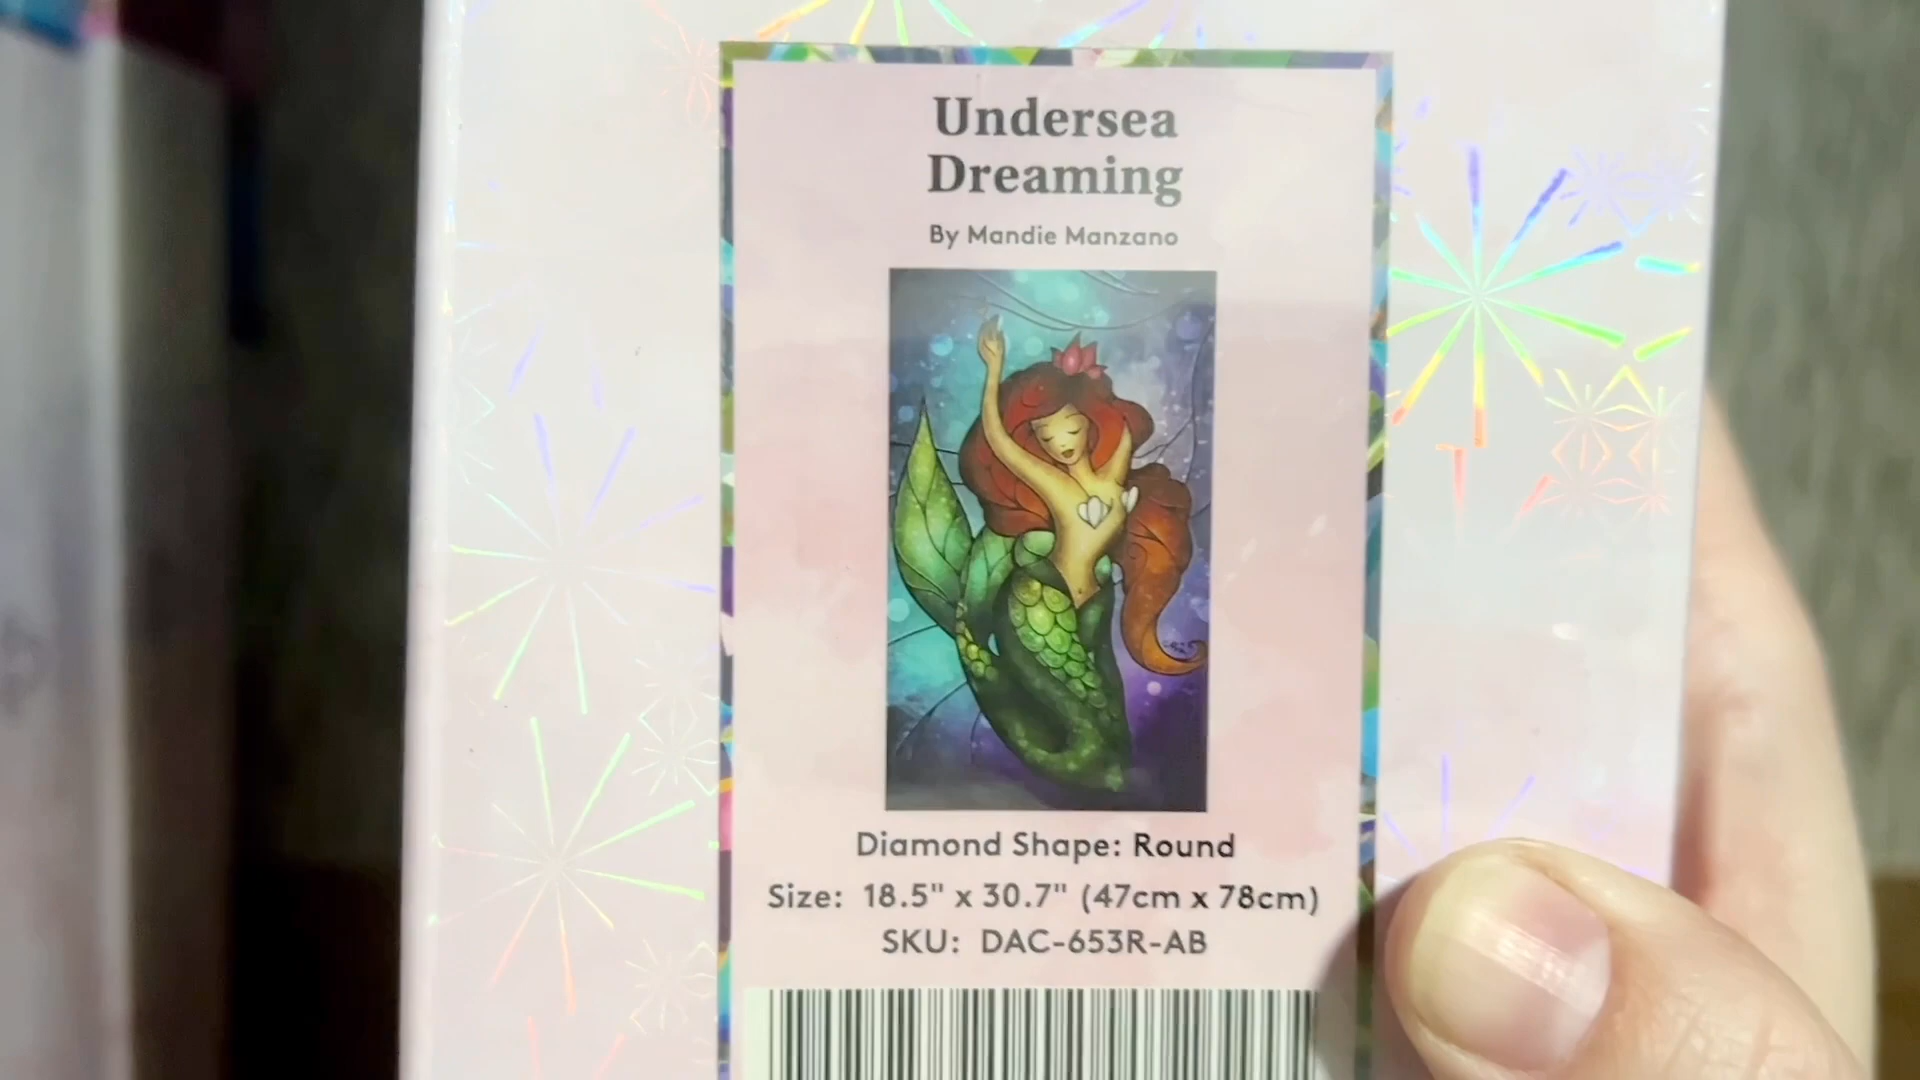 Undersea
Dreaming
By Mandie Manzano
Diamond Shape: Round
Size: 18.5" x 30.7" (47cm x 78cm)
SKU: DAC-653R-AB